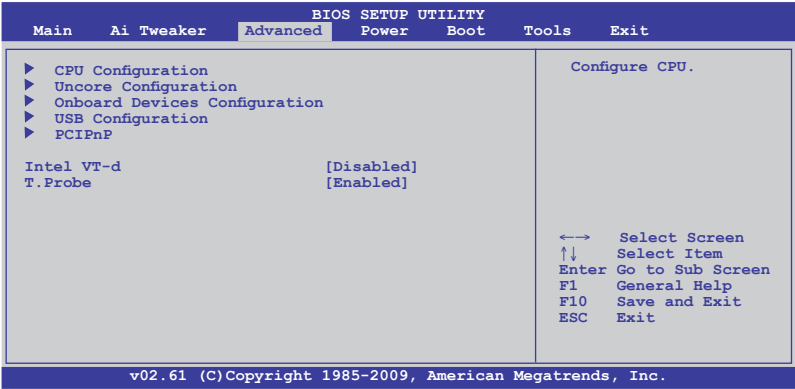 BIOS SETUP UTILITY
Main Ai Tweaker Advanced Power Boot Tools Exit
CPU Configuration
Uncore Configuration
Onboard Devices Configuration
USB Configuration
PCIPnP
Intel VT-d [Disabled]
T.Probe [Enabled]
Configure CPU.
←→ Select Screen
↑↓ Select Item
Enter Go to Sub Screen
F1 General Help
F10 Save and Exit
ESC Exit
v02.61 (C)Copyright 1985-2009, American Megatrends, Inc.